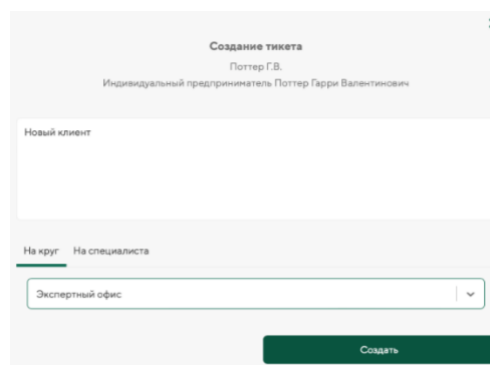 Создание тикета
Поттер Г.В.
Индивидуальный предприниматель Поттер Гарри Валентинович
Новый клиент
На круг На специалиста
Экспертный офис
Создать